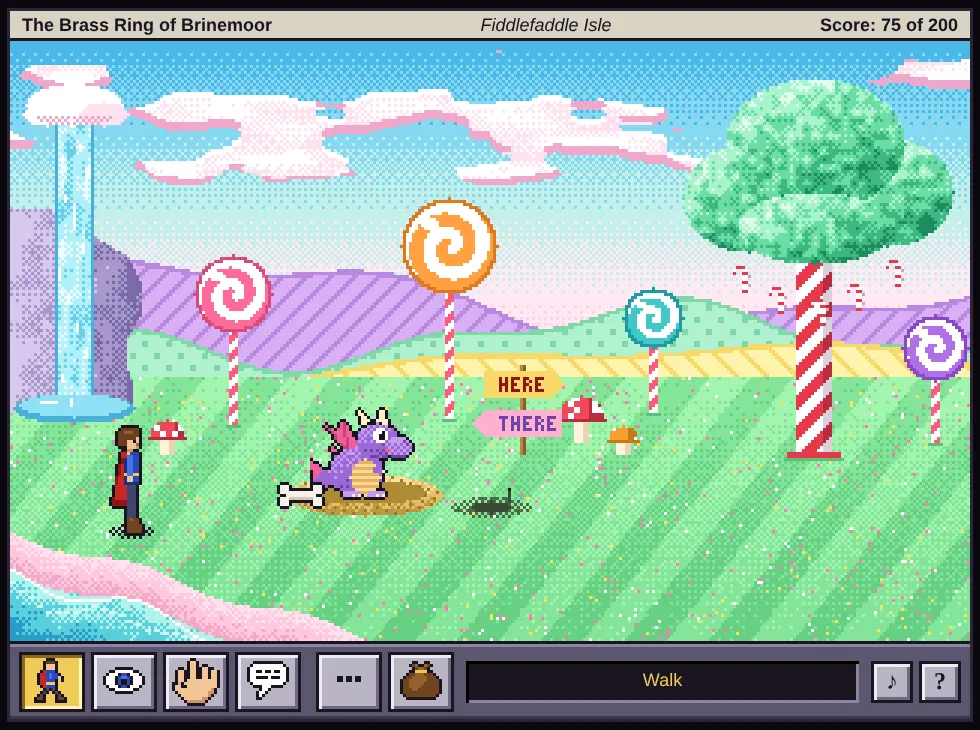 The Brass Ring of Brinemoor
Fiddlefaddle Isle
Score: 75 of 200
HERE
THERE
...
Walk
♪
?